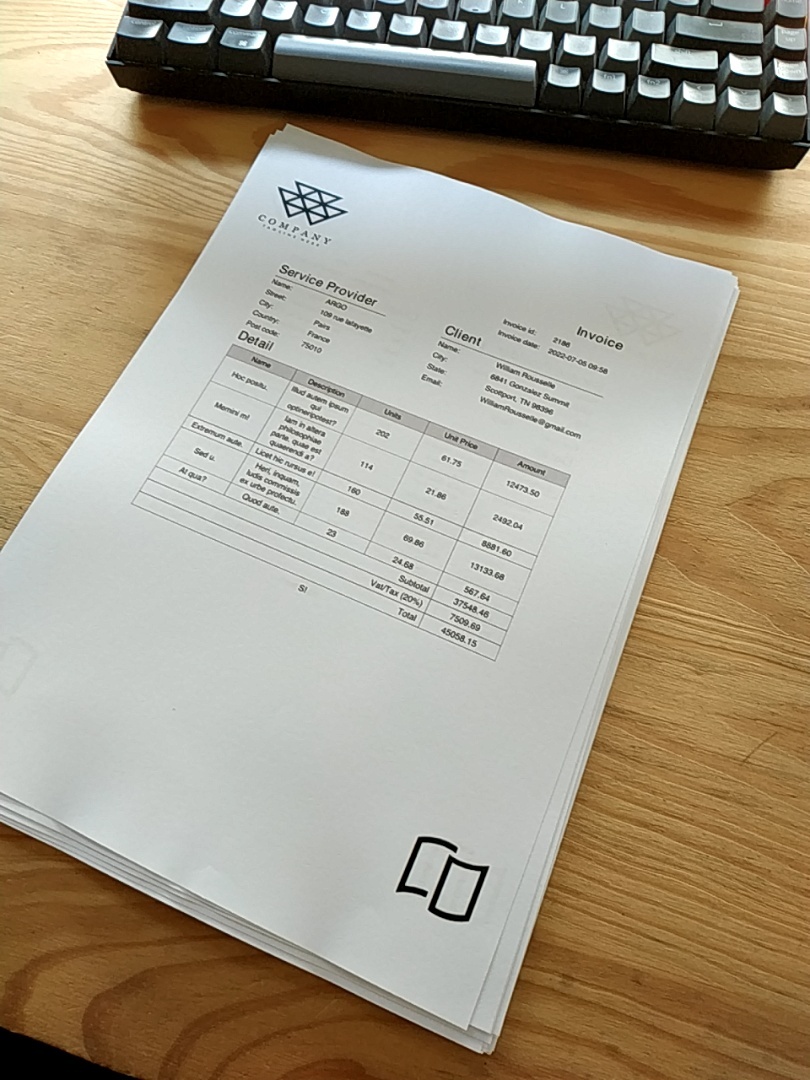 COMPANY
Invoice
Invoice id: 2186
Invoice date: 2022-07-05 09:58
Service Provider
Name: ARGO
Street: 109 rue lafayette
City: Pairs
Country: France
Post code: 75010
Client
Name: William Rousselle
City: 6841 Gonzalez Summit
State: Scottport, TN 98396
Email: WilliamRousselle@gmail.com
Detail
Name Description Units Unit Price Amount
Hoc positu. Illud autem ipsum
qui
optineripotest? 202 61.75 12473.50
Memini mi! Iam in altera
philosophiae
parte. quae est
quaerendi a? 114 21.86 2492.04
Extremum aute. Licet hic rursus e! 160 55.51 8881.60
Sed u. Heri, inquam,
ludis commissis
ex urbe profectu. 188 69.86 13133.68
At qua? Quod aute. 23 24.68 567.64
Subtotal 37548.46
Vat/Tax (20%) 7509.69
Total 45058.15
S!